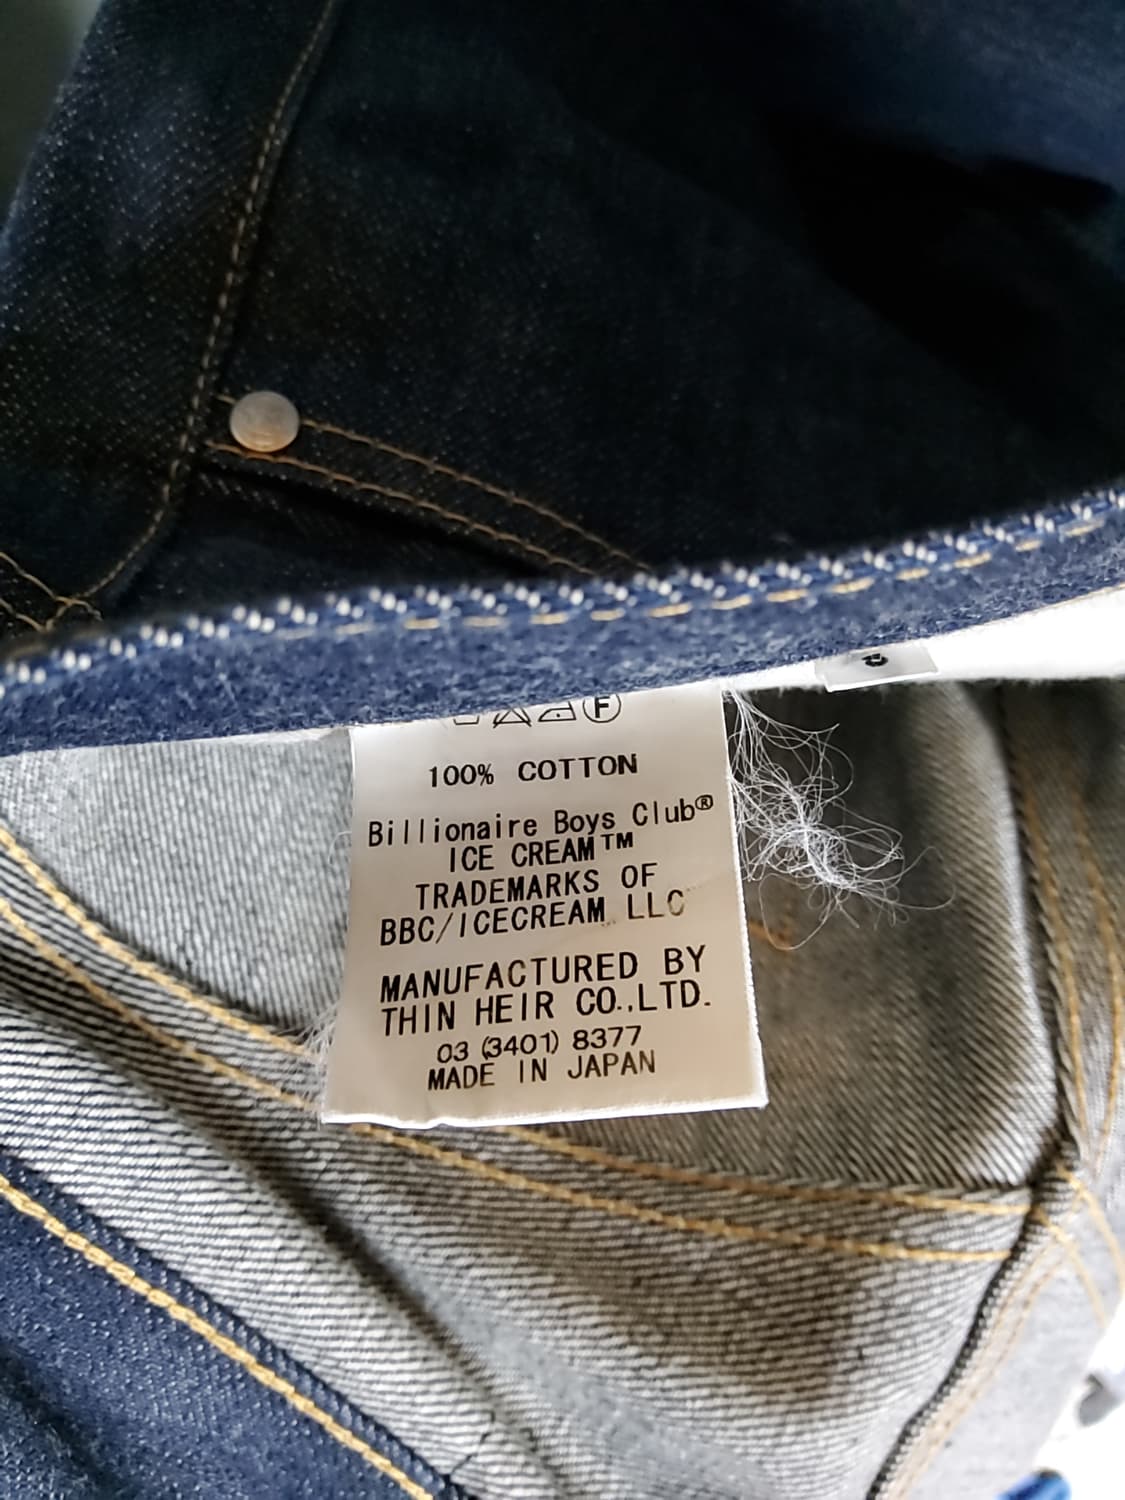 F
100% COTTON
Billionaire Boys Club®
ICE CREAM™
TRADEMARKS OF
BBC/ICECREAM LLC
MANUFACTURED BY
THIN HEIR CO.,LTD.
03 (3401) 8377
MADE IN JAPAN